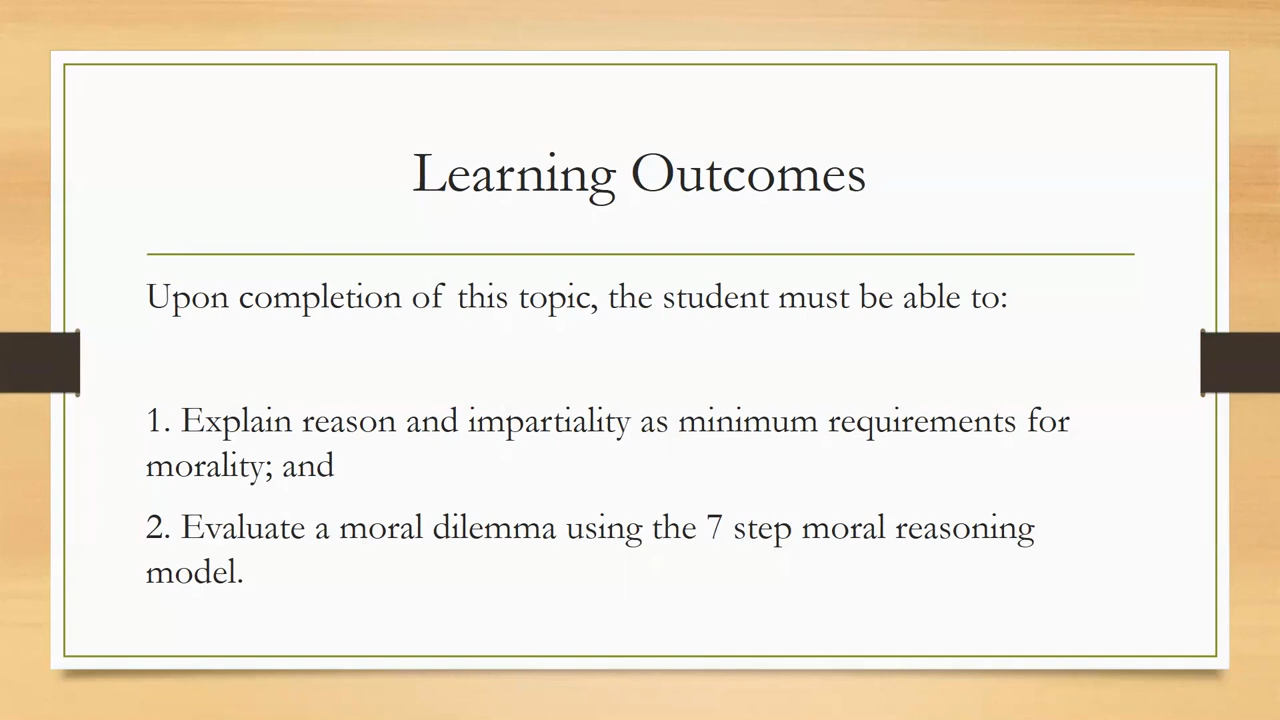 Learning Outcomes
Upon completion of this topic, the student must be able to:
1. Explain reason and impartiality as minimum requirements for
morality; and
2. Evaluate a moral dilemma using the 7 step moral reasoning
model.